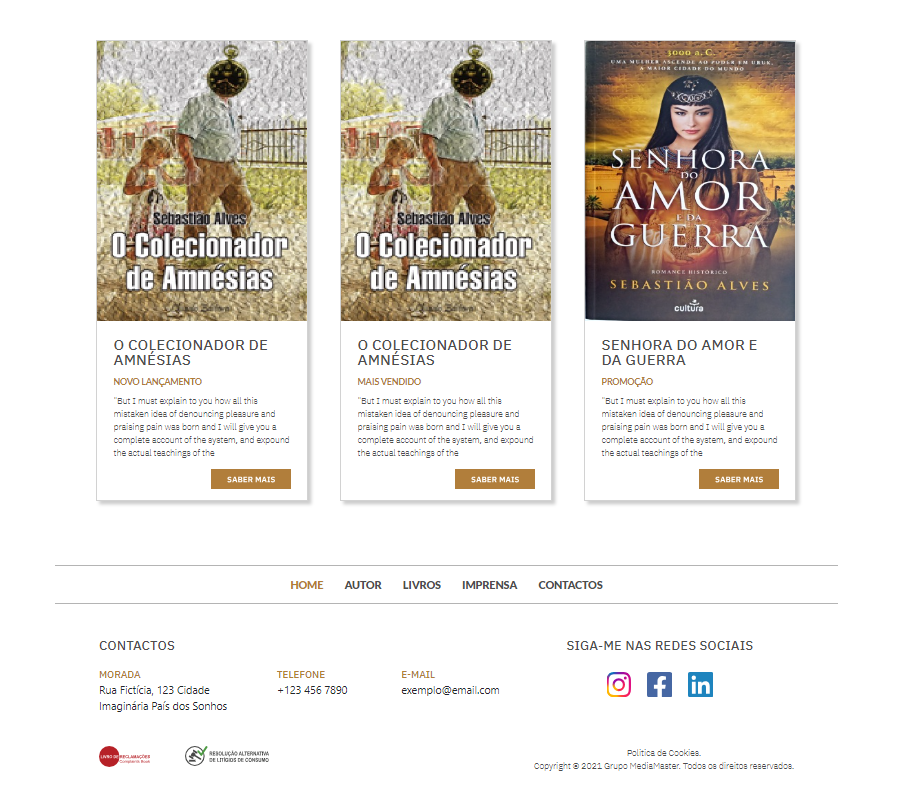 Sebastião Alves
O Colecionador
de Amnésias
Sebastião Alves
O Colecionador
de Amnésias
3000 a.C.
UMA MULHER ASCENDE AO PODER EM URUK,
A MAIOR CIDADE DO MUNDO
SENHORA
DO
AMOR
E DA
GUERRA
ROMANCE HISTÓRICO
SEBASTIÃO ALVES
cultura
O COLECIONADOR DE
AMNÉSIAS
NOVO LANÇAMENTO
"But I must explain to you how all this
mistaken idea of denouncing pleasure and
praising pain was born and I will give you a
complete account of the system, and expound
the actual teachings of the
SABER MAIS
O COLECIONADOR DE
AMNÉSIAS
MAIS VENDIDO
"But I must explain to you how all this
mistaken idea of denouncing pleasure and
praising pain was born and I will give you a
complete account of the system, and expound
the actual teachings of the
SABER MAIS
SENHORA DO AMOR E
DA GUERRA
PROMOÇÃO
"But I must explain to you how all this
mistaken idea of denouncing pleasure and
praising pain was born and I will give you a
complete account of the system, and expound
the actual teachings of the
SABER MAIS
HOME AUTOR LIVROS IMPRENSA CONTACTOS
CONTACTOS
MORADA
Rua Fictícia, 123 Cidade
Imaginária País dos Sonhos
TELEFONE
+123 456 7890
E-MAIL
exemplo@email.com
SIGA-ME NAS REDES SOCIAIS
LIVRO DE RECLAMAÇÕES
Complaints Book
RESOLUÇÃO ALTERNATIVA
DE LITÍGIOS DE CONSUMO
Política de Cookies.
Copyright © 2021 Grupo MediaMaster. Todos os direitos reservados.